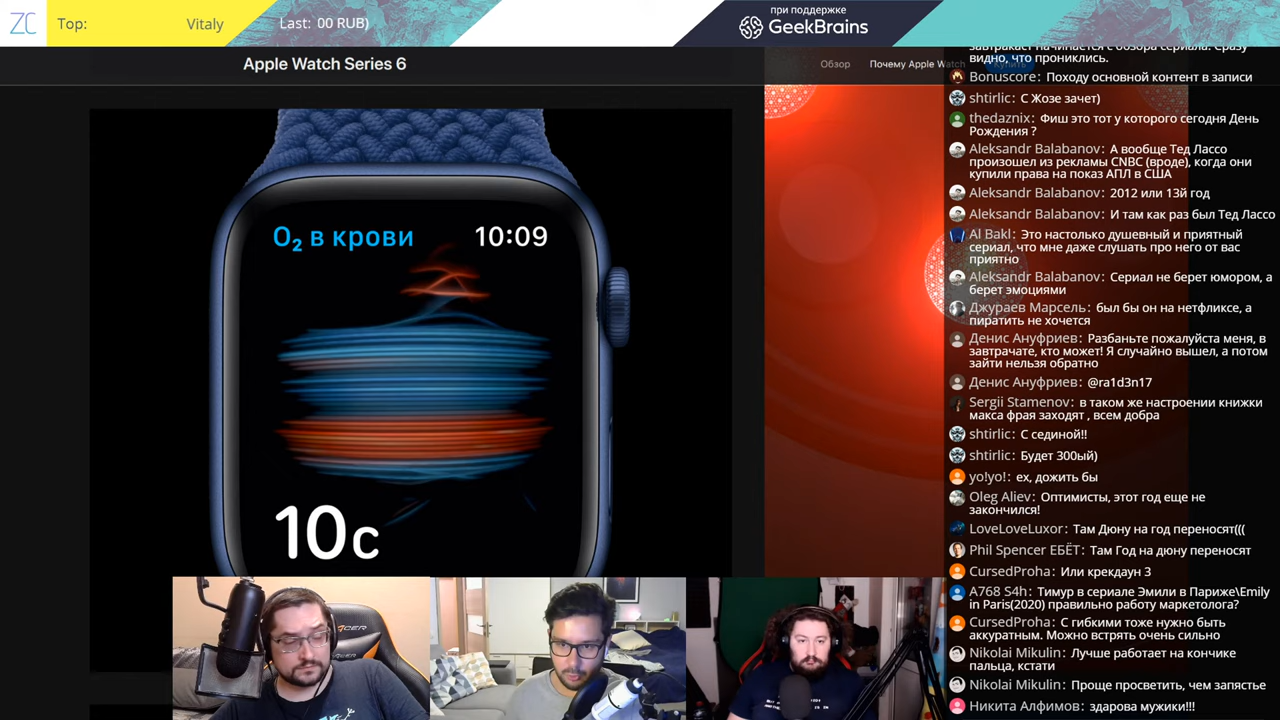 ZC
Top:
Vitaly
Last: 00 RUB)
при поддержке
GeekBrains
Apple Watch Series 6
Обзор
Почему Apple Watch
Купить
O₂ в крови
10:09
10с
завтракает начинается с обзора сериала. Сразу
видно, что прониклись.
Bonuscore: Походу основной контент в записи
shtirlic: С Жозе зачет)
thedaznix: Фиш это тот у которого сегодня День
Рождения ?
Aleksandr Balabanov: А вообще Тед Лассо
произошел из рекламы CNBC (вроде), когда они
купили права на показ АПЛ в США
Aleksandr Balabanov: 2012 или 13й год
Aleksandr Balabanov: И там как раз был Тед Лассо
Al Bakl: Это настолько душевный и приятный
сериал, что мне даже слушать про него от вас
приятно
Aleksandr Balabanov: Сериал не берет юмором, а
берет эмоциями
Джураев Марсель: был бы он на нетфликсе, а
пиратить не хочется
Денис Ануфриев: Разбаньте пожалуйста меня, в
завтрачате, кто может! Я случайно вышел, а потом
зайти нельзя обратно
Денис Ануфриев: @ra1d3n17
Sergii Stamenov: в таком же настроении книжки
макса фрая заходят , всем добра
shtirlic: С сединой!!
shtirlic: Будет 300ый)
yo!yo!: ех, дожить бы
Oleg Aliev: Оптимисты, этот год еще не
закончился!
LoveLoveLuxor: Там Дюну на год переносят(((
Phil Spencer ЕБЁТ: Там Год на дюну переносят
CursedProha: Или крекдаун 3
A768 S4h: Тимур в сериале Эмили в Париже\Emily
in Paris(2020) правильно работу маркетолога?
CursedProha: С гибкими тоже нужно быть
аккуратным. Можно встрять очень сильно
Nikolai Mikulin: Лучше работает на кончике
пальца, кстати
Nikolai Mikulin: Проще просветить, чем запястье
Никита Алфимов: здарова мужики!!!